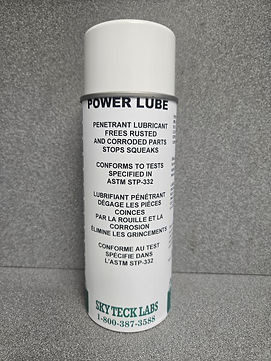 POWER LUBE
PENETRANT LUBRICANT
FREES RUSTED
AND CORRODED PARTS
STOPS SQUEAKS
CONFORMS TO TESTS
SPECIFIED IN
ASTM STP-332
LUBRIFIANT PÉNÉTRANT
DÉGAGE LES PIÈCES
COINCES
PAR LA ROUILLE ET LA
CORROSION
ÉLIMINE LES GRINCEMENTS
CONFORME AU TEST
SPÉCIFIE DANS
L'ASTM STP-332
SKY TECK LABS
1-800-387-3588